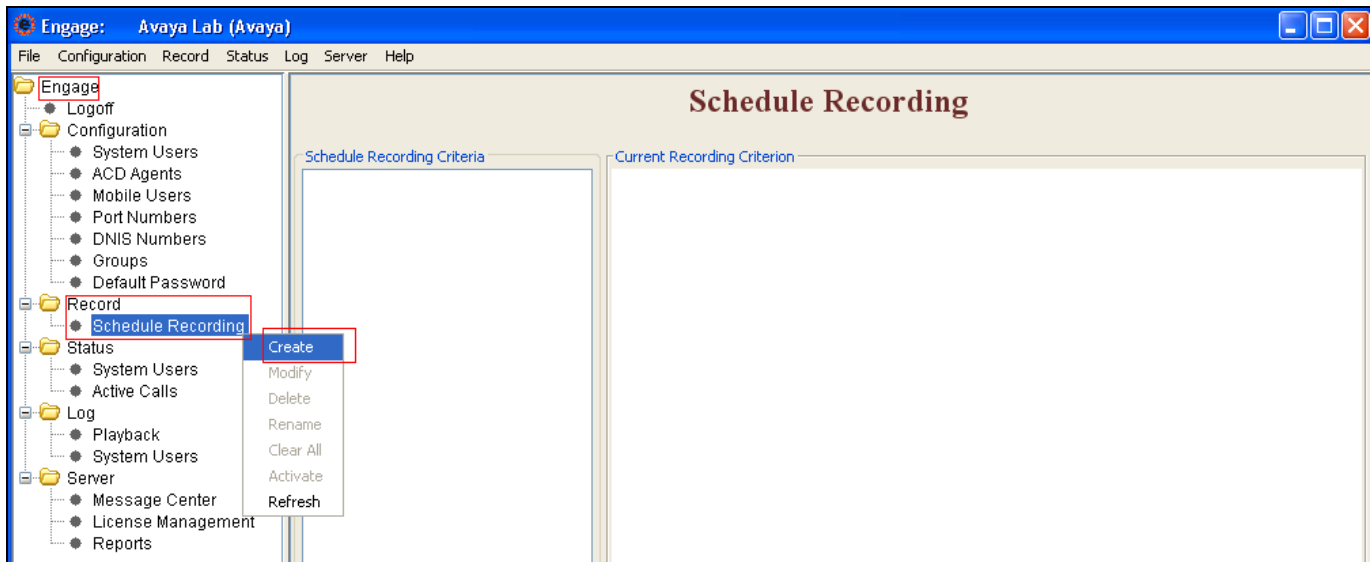 Engage: Avaya Lab (Avaya)
File Configuration Record Status Log Server Help
Engage
Logoff
Configuration
System Users
ACD Agents
Mobile Users
Port Numbers
DNIS Numbers
Groups
Default Password
Record
Schedule Recording
Status
System Users
Active Calls
Log
Playback
System Users
Server
Message Center
License Management
Reports
Create
Modify
Delete
Rename
Clear All
Activate
Refresh
Schedule Recording
Schedule Recording Criteria
Current Recording Criterion